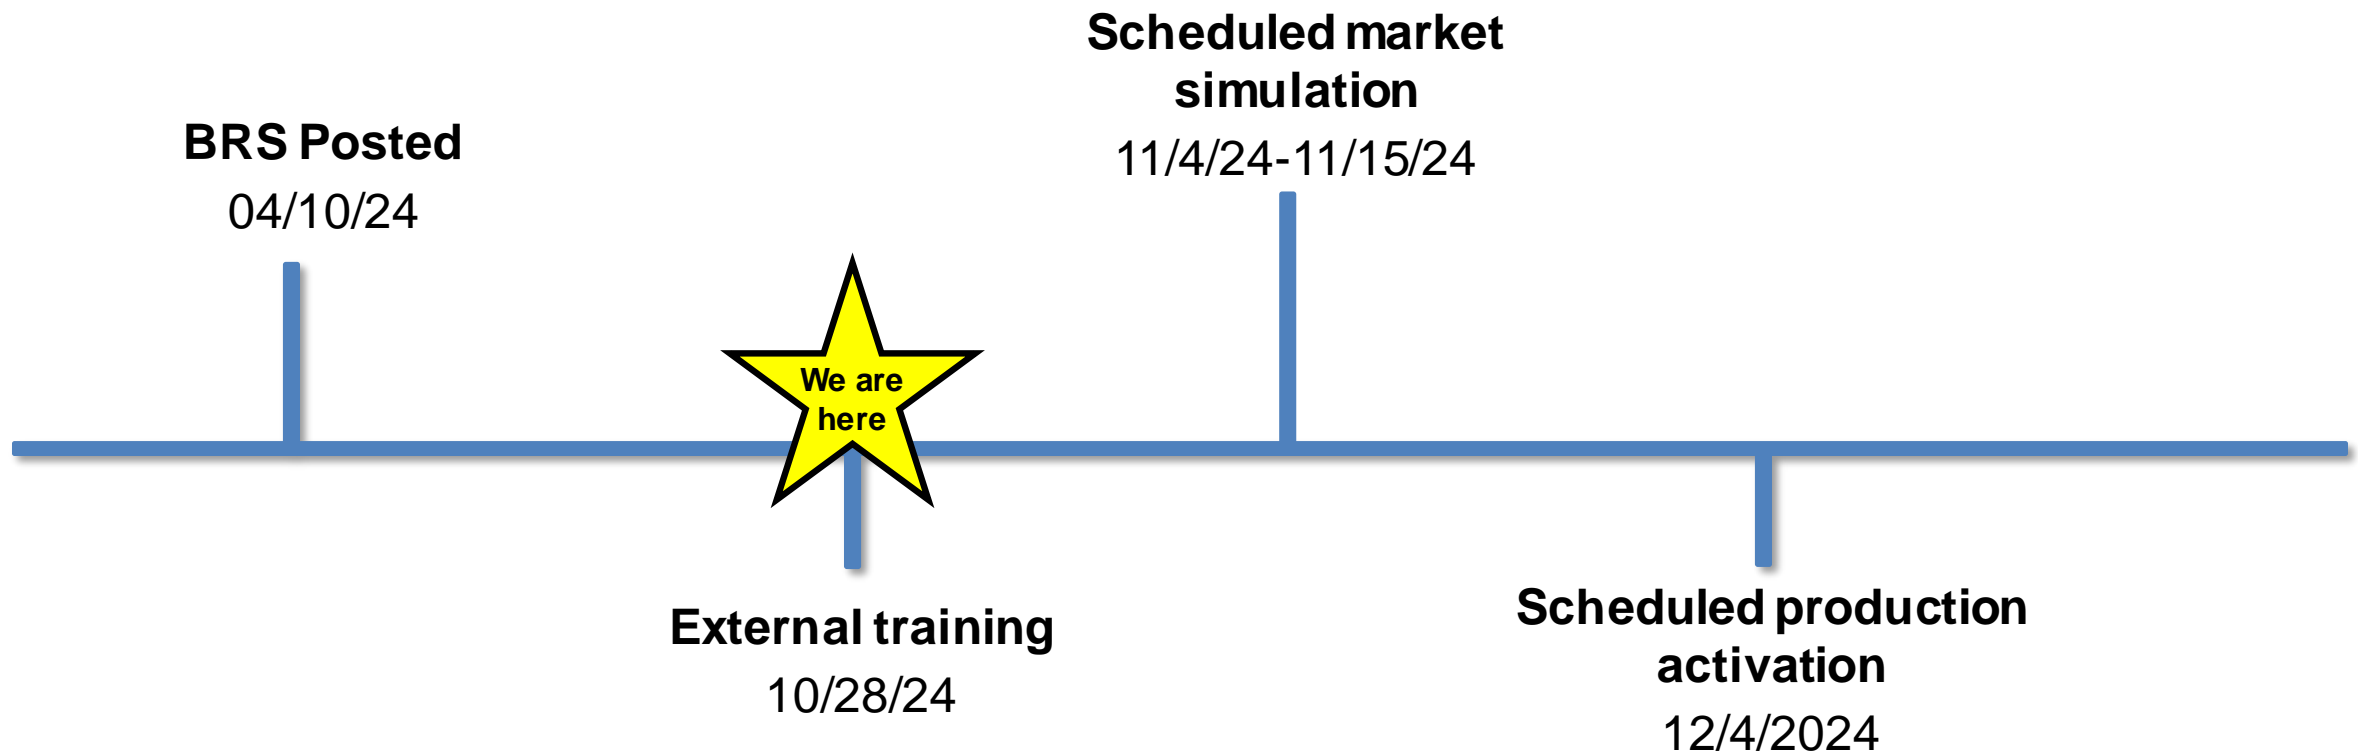 BRS Posted
04/10/24
We are
here
External training
10/28/24
Scheduled market
simulation
11/4/24-11/15/24
Scheduled production
activation
12/4/2024